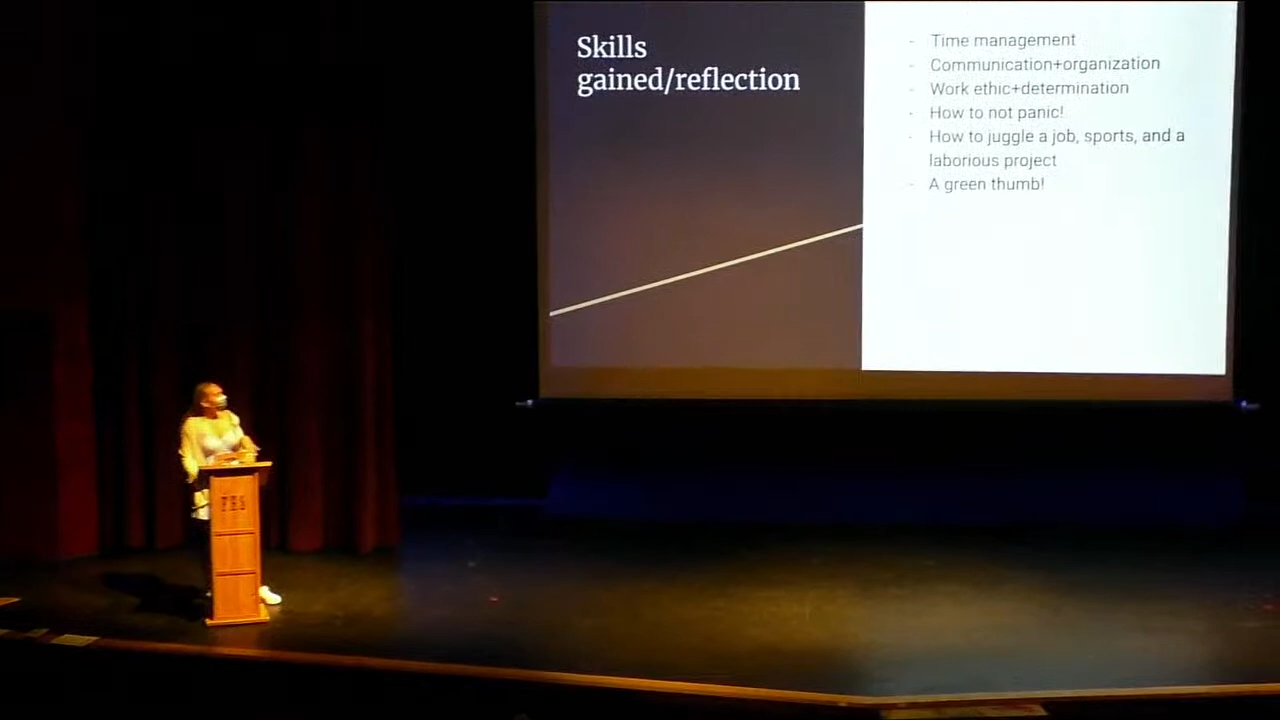 Skills
gained/reflection
- Time management
- Communication+organization
- Work ethic+determination
- How to not panic!
- How to juggle a job, sports, and a
laborious project
- A green thumb!